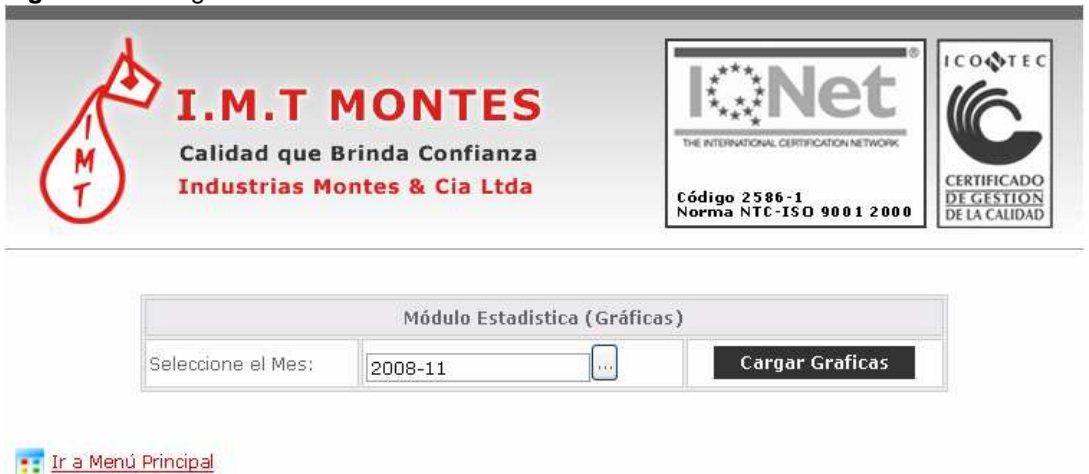 I.M.T MONTES
Calidad que Brinda Confianza
Industrias Montes & Cia Ltda
I
M
T
IQNet ®
THE INTERNATIONAL CERTIFICATION NETWORK
Código 2586-1
Norma NTC-ISO 9001 2000
ICONTEC
CERTIFICADO
DE GESTION
DE LA CALIDAD
Módulo Estadistica (Gráficas)
Seleccione el Mes:
2008-11
...
Cargar Graficas
Ir a Menú Principal